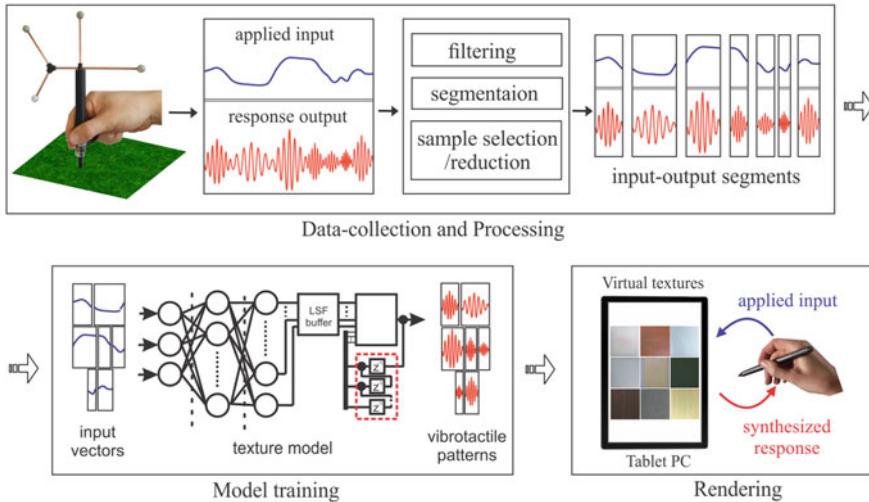 applied input
response output
filtering
segmentaion
sample selection
/reduction
input-output segments
Data-collection and Processing
input
vectors
texture model
LSF
buffer
Z
Z
Z
vibrotactile
patterns
Model training
Virtual textures
applied input
synthesized
response
Tablet PC
Rendering